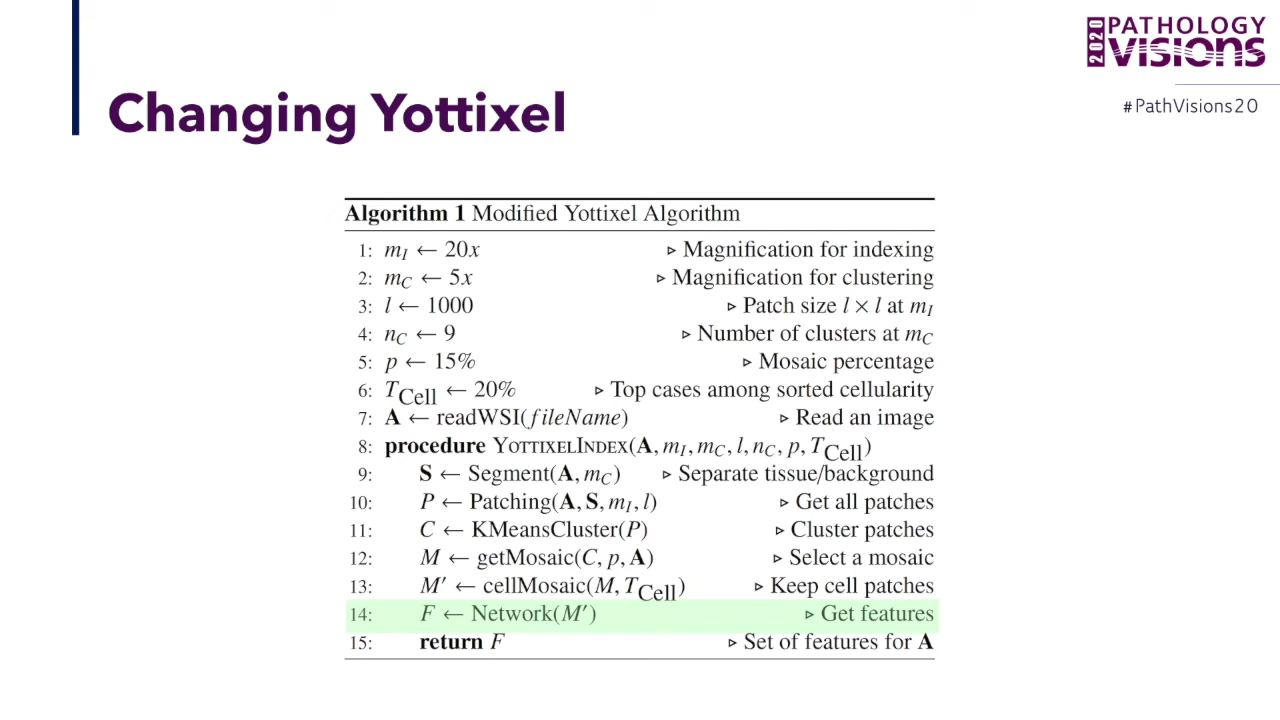 2020 PATHOLOGY
visions
#PathVisions20
Changing Yottixel
Algorithm 1 Modified Yottixel Algorithm
1: m_I ← 20x ▹ Magnification for indexing
2: m_C ← 5x ▹ Magnification for clustering
3: l ← 1000 ▹ Patch size l × l at m_I
4: n_C ← 9 ▹ Number of clusters at m_C
5: p ← 15% ▹ Mosaic percentage
6: T_Cell ← 20% ▹ Top cases among sorted cellularity
7: A ← readWSI(fileName) ▹ Read an image
8: procedure YottixelIndex(A, m_I, m_C, l, n_C, p, T_Cell)
9: S ← Segment(A, m_C) ▹ Separate tissue/background
10: P ← Patching(A, S, m_I, l) ▹ Get all patches
11: C ← KMeansCluster(P) ▹ Cluster patches
12: M ← getMosaic(C, p, A) ▹ Select a mosaic
13: M′ ← cellMosaic(M, T_Cell) ▹ Keep cell patches
14: F ← Network(M′) ▹ Get features
15: return F ▹ Set of features for A